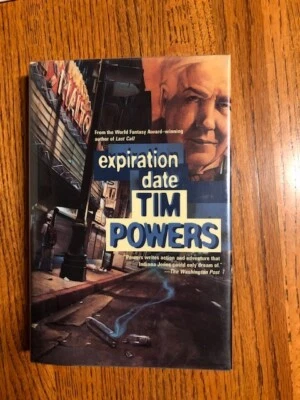 From the World Fantasy Award–winning
author of Last Call
expiration
date
TIM
POWERS
"Powers writes action and adventure that
Indiana Jones could only dream of."
—The Washington Post